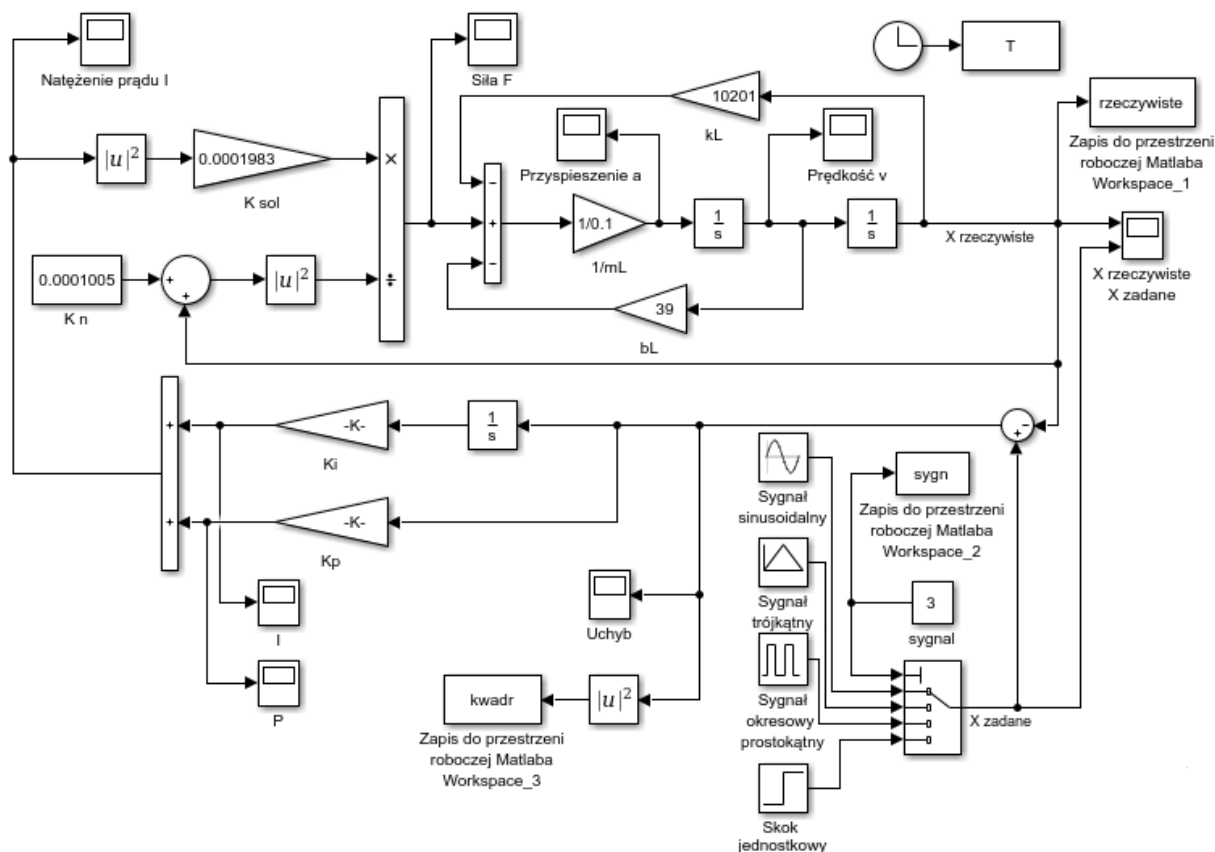 Natężenie prądu I
Siła F
T
10201
kL
rzeczywiste
Zapis do przestrzeni
roboczej Matlaba
Workspace_1
|u|²
0.0001983
K sol
×
Przyspieszenie a
Prędkość v
−
+
−
1/0.1
1/mL
1
s
1
s
X rzeczywiste
X rzeczywiste
X zadane
0.0001005
K n
+
+
|u|²
÷
39
bL
+
-K-
Ki
1
s
−
+
+
-K-
Kp
Sygnał
sinusoidalny
sygn
Zapis do przestrzeni
roboczej Matlaba
Workspace_2
I
Uchyb
Sygnał
trójkątny
3
sygnal
P
kwadr
|u|²
Zapis do przestrzeni
roboczej Matlaba
Workspace_3
Sygnał
okresowy
prostokątny
X zadane
Skok
jednostkowy